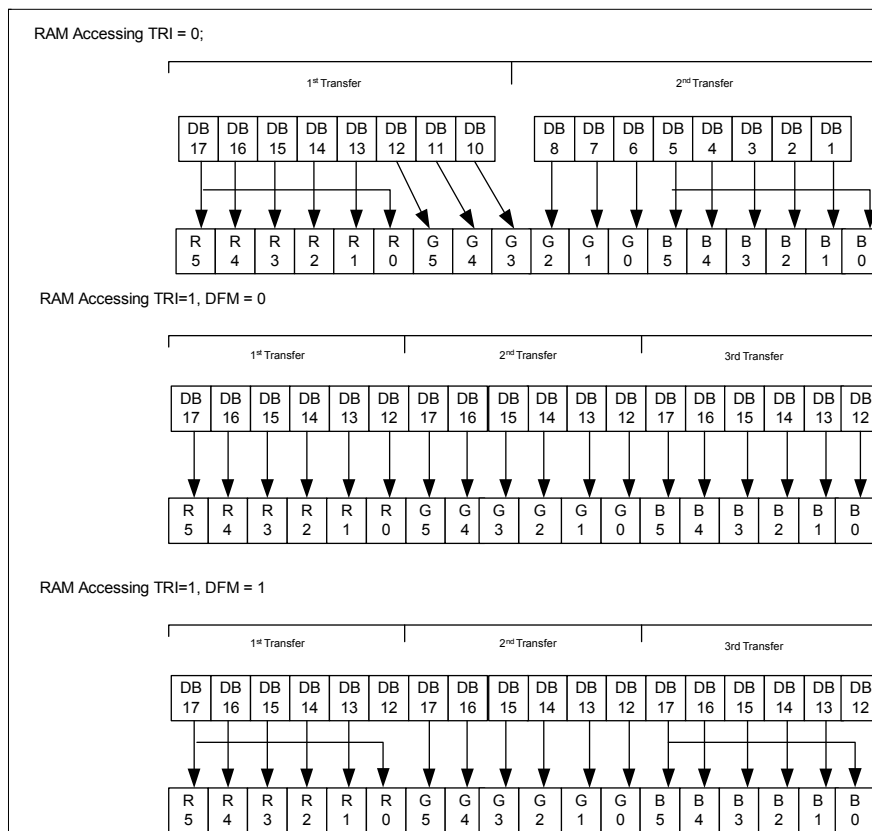 RAM Accessing TRI = 0;
1st Transfer 2nd Transfer
DB DB DB DB DB DB DB DB DB DB DB DB DB DB DB DB
17 16 15 14 13 12 11 10 8 7 6 5 4 3 2 1
R R R R R R G G G G G G B B B B B B
5 4 3 2 1 0 5 4 3 2 1 0 5 4 3 2 1 0
RAM Accessing TRI=1, DFM = 0
1st Transfer 2nd Transfer 3rd Transfer
DB DB DB DB DB DB DB DB DB DB DB DB DB DB DB DB DB DB
17 16 15 14 13 12 17 16 15 14 13 12 17 16 15 14 13 12
R R R R R R G G G G G G B B B B B B
5 4 3 2 1 0 5 4 3 2 1 0 5 4 3 2 1 0
RAM Accessing TRI=1, DFM = 1
1st Transfer 2nd Transfer 3rd Transfer
DB DB DB DB DB DB DB DB DB DB DB DB DB DB DB DB DB DB
17 16 15 14 13 12 17 16 15 14 13 12 17 16 15 14 13 12
R R R R R R G G G G G G B B B B B B
5 4 3 2 1 0 5 4 3 2 1 0 5 4 3 2 1 0